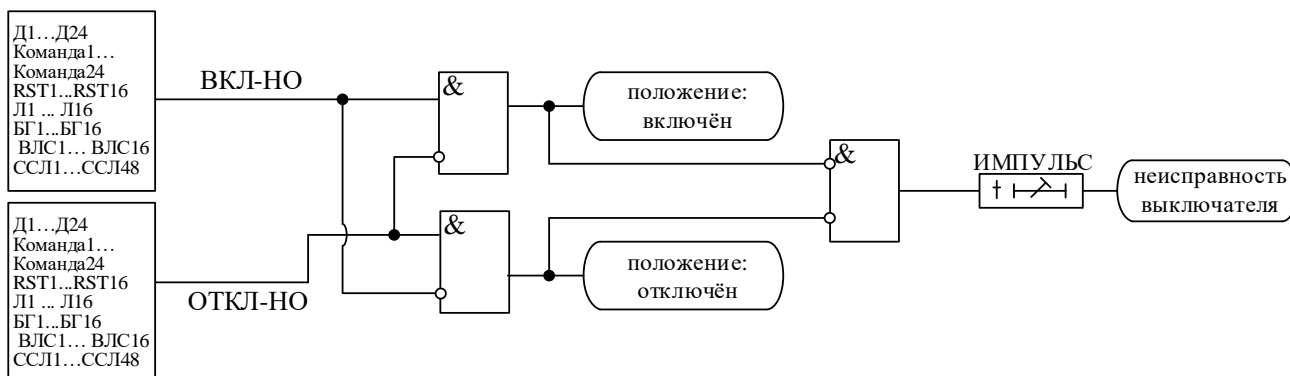 Д1…Д24
Команда1…
Команда24
RST1...RST16
Л1 ... Л16
БГ1...БГ16
ВЛС1… ВЛС16
ССЛ1…ССЛ48
ВКЛ-НО
&
положение:
включён
&
ИМПУЛЬС
неисправность
выключателя
Д1…Д24
Команда1…
Команда24
RST1...RST16
Л1 ... Л16
БГ1...БГ16
ВЛС1… ВЛС16
ССЛ1…ССЛ48
ОТКЛ-НО
&
положение:
отключён